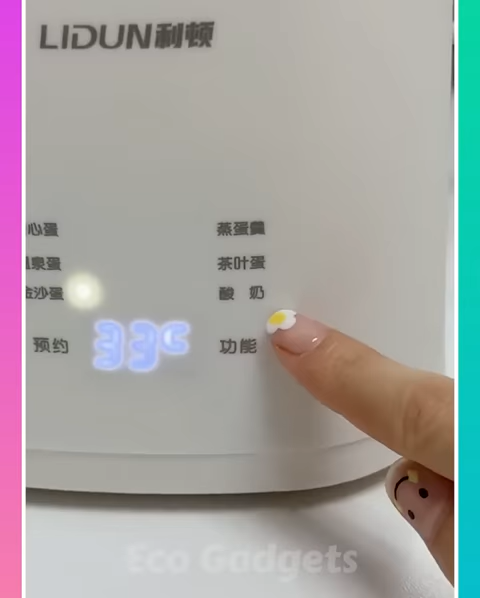 LIDUN利顿
心蛋 蒸蛋羹
泉蛋 茶叶蛋
金沙蛋 酸 奶
预约 33C 功能
Eco Gadgets